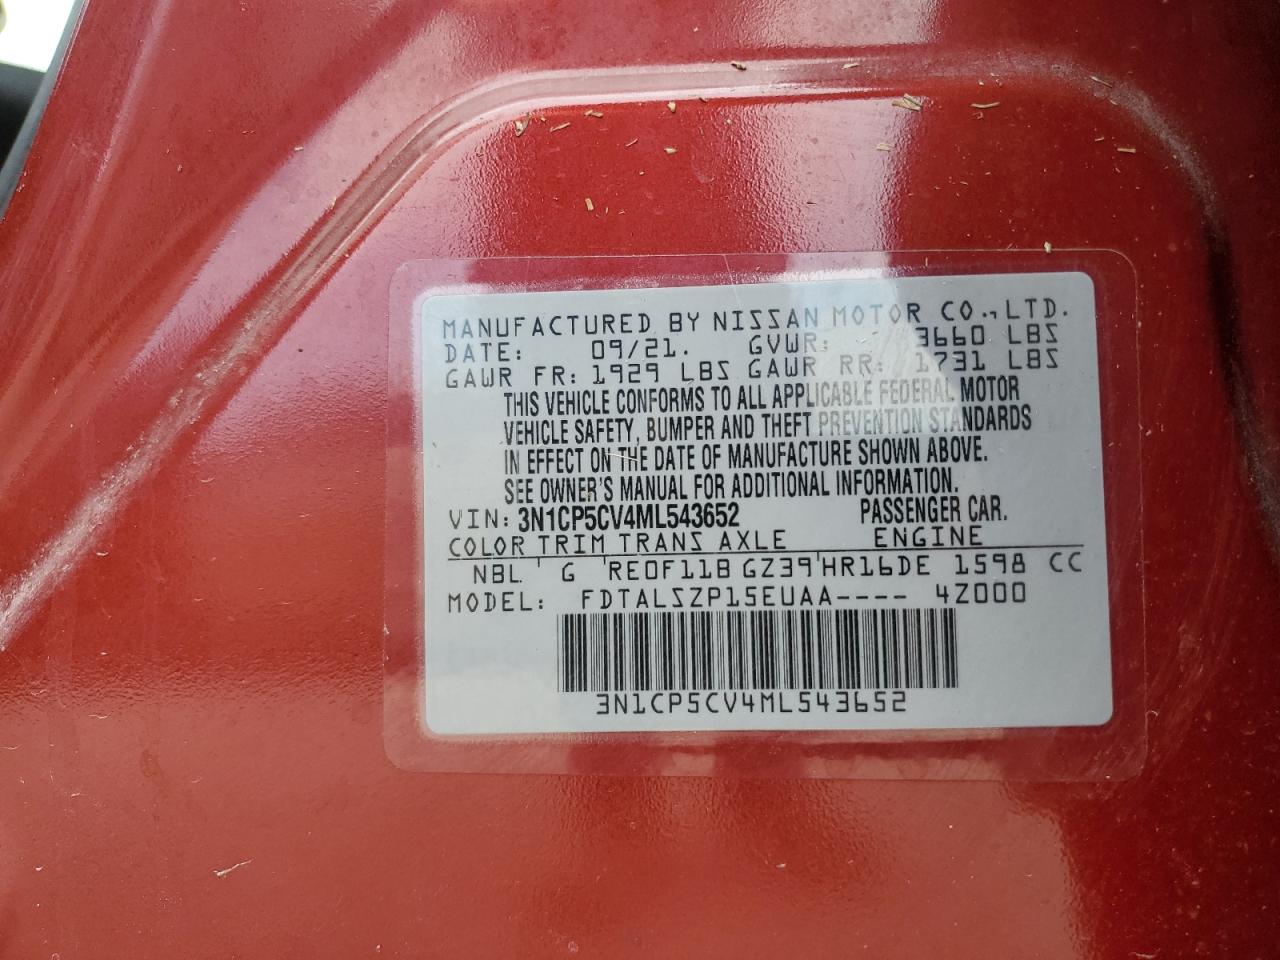 MANUFACTURED BY NISSAN MOTOR CO., LTD.
DATE: 09/21. GVWR: 3660 LBS
GAWR FR: 1929 LBS GAWR RR: 1731 LBS
THIS VEHICLE CONFORMS TO ALL APPLICABLE FEDERAL MOTOR
VEHICLE SAFETY, BUMPER AND THEFT PREVENTION STANDARDS
IN EFFECT ON THE DATE OF MANUFACTURE SHOWN ABOVE.
SEE OWNER'S MANUAL FOR ADDITIONAL INFORMATION.
VIN: 3N1CP5CV4ML543652 PASSENGER CAR.
COLOR TRIM TRANS AXLE ENGINE
NBL G RE0F11B GZ39 HR16DE 1598 CC
MODEL: FDTALSZP15EUAA---- 4Z000
3N1CP5CV4ML543652